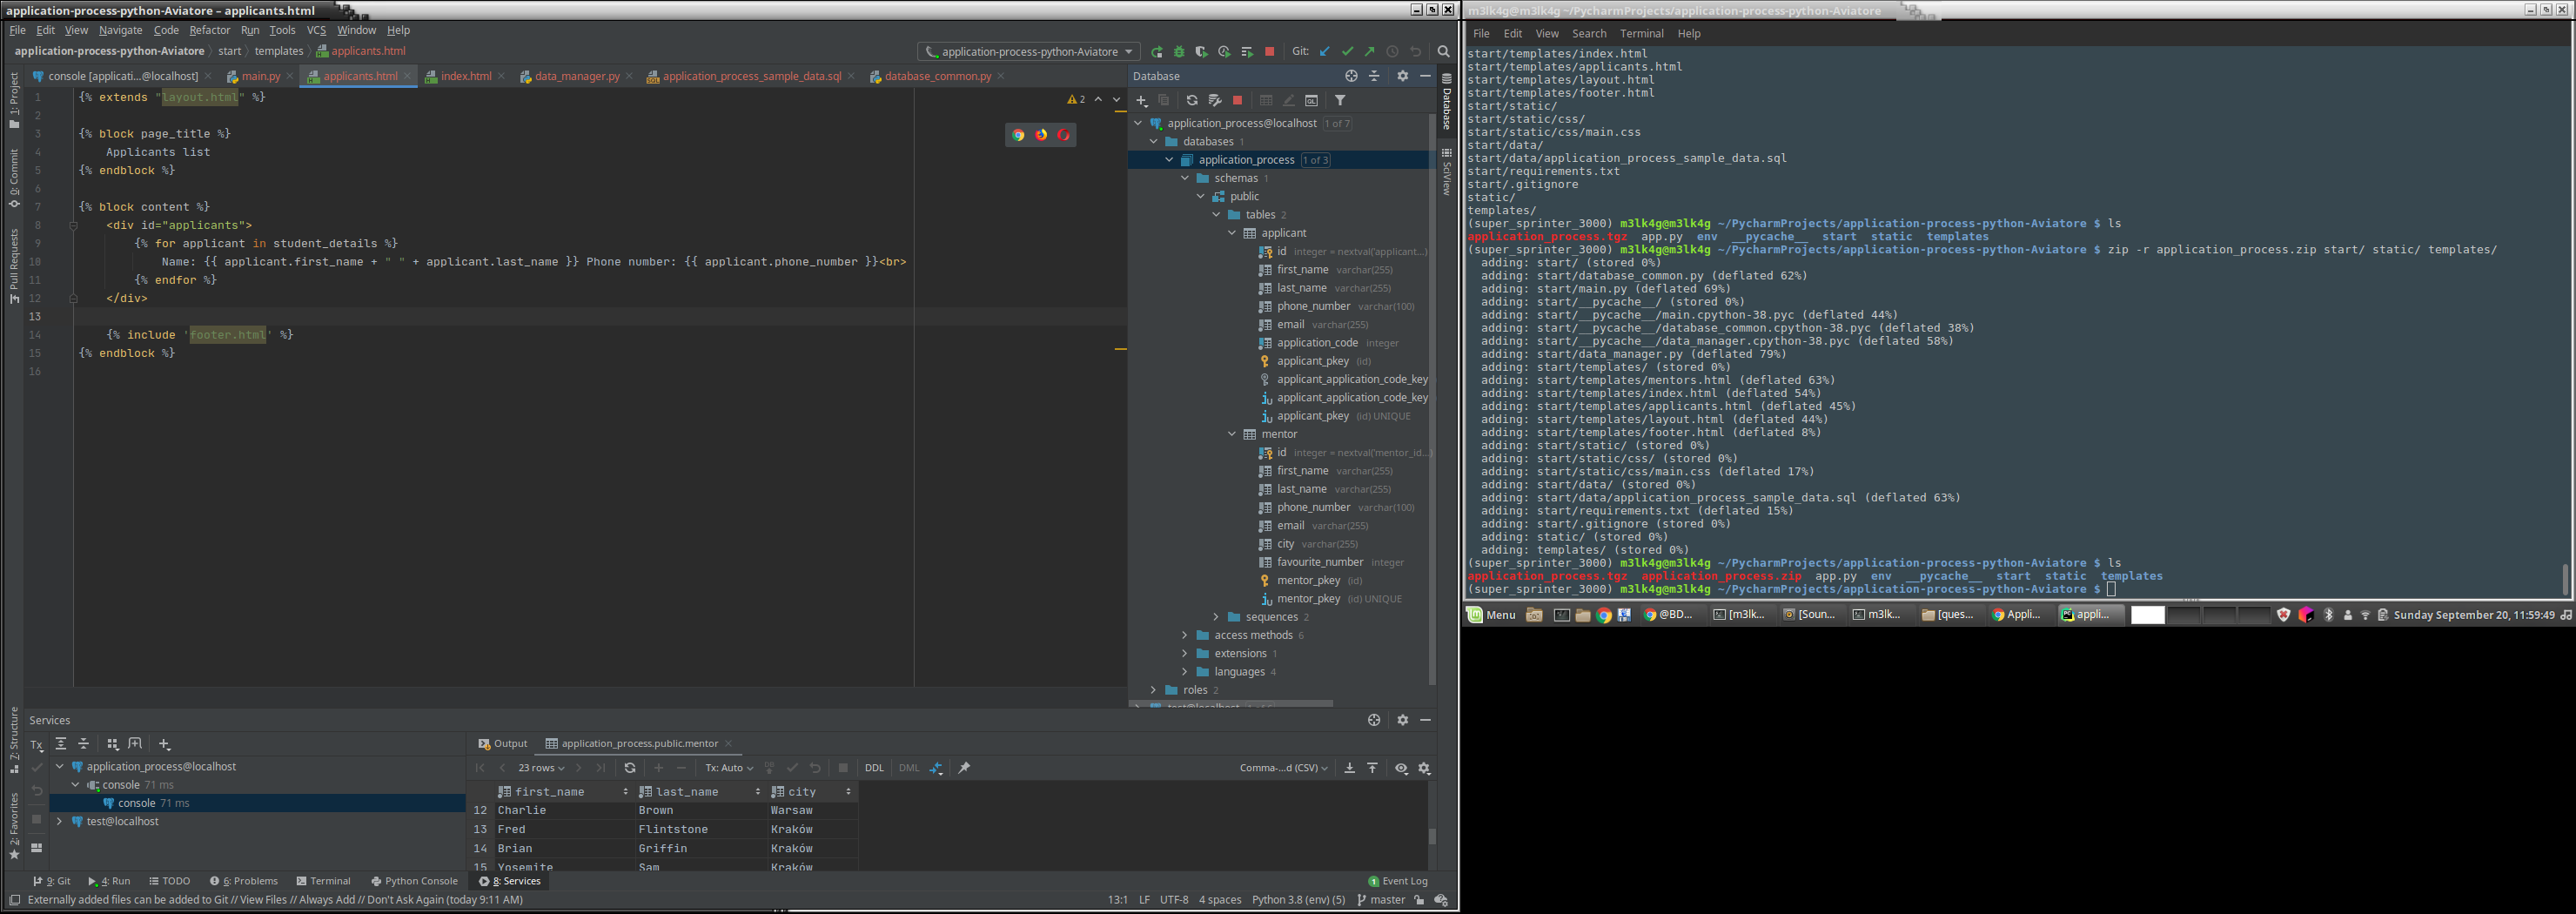 application-process-python-Aviatore – applicants.html
File Edit View Navigate Code Refactor Run Tools VCS Window Help
application-process-python-Aviatore start templates applicants.html
application-process-python-Aviatore Git:
console [applicati...@localhost] main.py applicants.html index.html data_manager.py application_process_sample_data.sql database_common.py
1: Project
0: Commit
Pull Requests
7: Structure
2: Favorites
1 {% extends "layout.html" %}
2
3 {% block page_title %}
4 Applicants list
5 {% endblock %}
6
7 {% block content %}
8 <div id="applicants">
9 {% for applicant in student_details %}
10 Name: {{ applicant.first_name + " " + applicant.last_name }} Phone number: {{ applicant.phone_number }}<br>
11 {% endfor %}
12 </div>
13
14 {% include 'footer.html' %}
15 {% endblock %}
16
2
Database
application_process@localhost 1 of 7
databases 1
application_process 1 of 3
schemas 1
public
tables 2
applicant
id integer = nextval('applicant...)
first_name varchar(255)
last_name varchar(255)
phone_number varchar(100)
email varchar(255)
application_code integer
applicant_pkey (id)
applicant_application_code_key
applicant_application_code_key
applicant_pkey (id) UNIQUE
mentor
id integer = nextval('mentor_id...)
first_name varchar(255)
last_name varchar(255)
phone_number varchar(100)
email varchar(255)
city varchar(255)
favourite_number integer
mentor_pkey (id)
mentor_pkey (id) UNIQUE
sequences 2
access methods 6
extensions 1
languages 4
roles 2
Database
SciView
Services
Tx
application_process@localhost
console 71 ms
console 71 ms
test@localhost
Output application_process.public.mentor
23 rows Tx: Auto DDL DML Comma-...d (CSV)
first_name last_name city
12 Charlie Brown Warsaw
13 Fred Flintstone Kraków
14 Brian Griffin Kraków
15 Yosemite Sam Kraków
9: Git 4: Run TODO 6: Problems Terminal Python Console 8: Services 1 Event Log
Externally added files can be added to Git // View Files // Always Add // Don't Ask Again (today 9:11 AM) 13:1 LF UTF-8 4 spaces Python 3.8 (env) (5) master
m3lk4g@m3lk4g ~/PycharmProjects/application-process-python-Aviatore
File Edit View Search Terminal Help
start/templates/index.html
start/templates/applicants.html
start/templates/layout.html
start/templates/footer.html
start/static/
start/static/css/
start/static/css/main.css
start/data/
start/data/application_process_sample_data.sql
start/requirements.txt
start/.gitignore
static/
templates/
(super_sprinter_3000) m3lk4g@m3lk4g ~/PycharmProjects/application-process-python-Aviatore $ ls
application_process.tgz app.py env __pycache__ start static templates
(super_sprinter_3000) m3lk4g@m3lk4g ~/PycharmProjects/application-process-python-Aviatore $ zip -r application_process.zip start/ static/ templates/
adding: start/ (stored 0%)
adding: start/database_common.py (deflated 62%)
adding: start/main.py (deflated 69%)
adding: start/__pycache__/ (stored 0%)
adding: start/__pycache__/main.cpython-38.pyc (deflated 44%)
adding: start/__pycache__/database_common.cpython-38.pyc (deflated 38%)
adding: start/__pycache__/data_manager.cpython-38.pyc (deflated 58%)
adding: start/data_manager.py (deflated 79%)
adding: start/templates/ (stored 0%)
adding: start/templates/mentors.html (deflated 63%)
adding: start/templates/index.html (deflated 54%)
adding: start/templates/applicants.html (deflated 45%)
adding: start/templates/layout.html (deflated 44%)
adding: start/templates/footer.html (deflated 8%)
adding: start/static/ (stored 0%)
adding: start/static/css/ (stored 0%)
adding: start/static/css/main.css (deflated 17%)
adding: start/data/ (stored 0%)
adding: start/data/application_process_sample_data.sql (deflated 63%)
adding: start/requirements.txt (deflated 15%)
adding: start/.gitignore (stored 0%)
adding: static/ (stored 0%)
adding: templates/ (stored 0%)
(super_sprinter_3000) m3lk4g@m3lk4g ~/PycharmProjects/application-process-python-Aviatore $ ls
application_process.tgz application_process.zip app.py env __pycache__ start static templates
(super_sprinter_3000) m3lk4g@m3lk4g ~/PycharmProjects/application-process-python-Aviatore $
Menu @BD... [m3lk... [Soun... m3lk... [ques... Appli... appli... Sunday September 20, 11:59:49